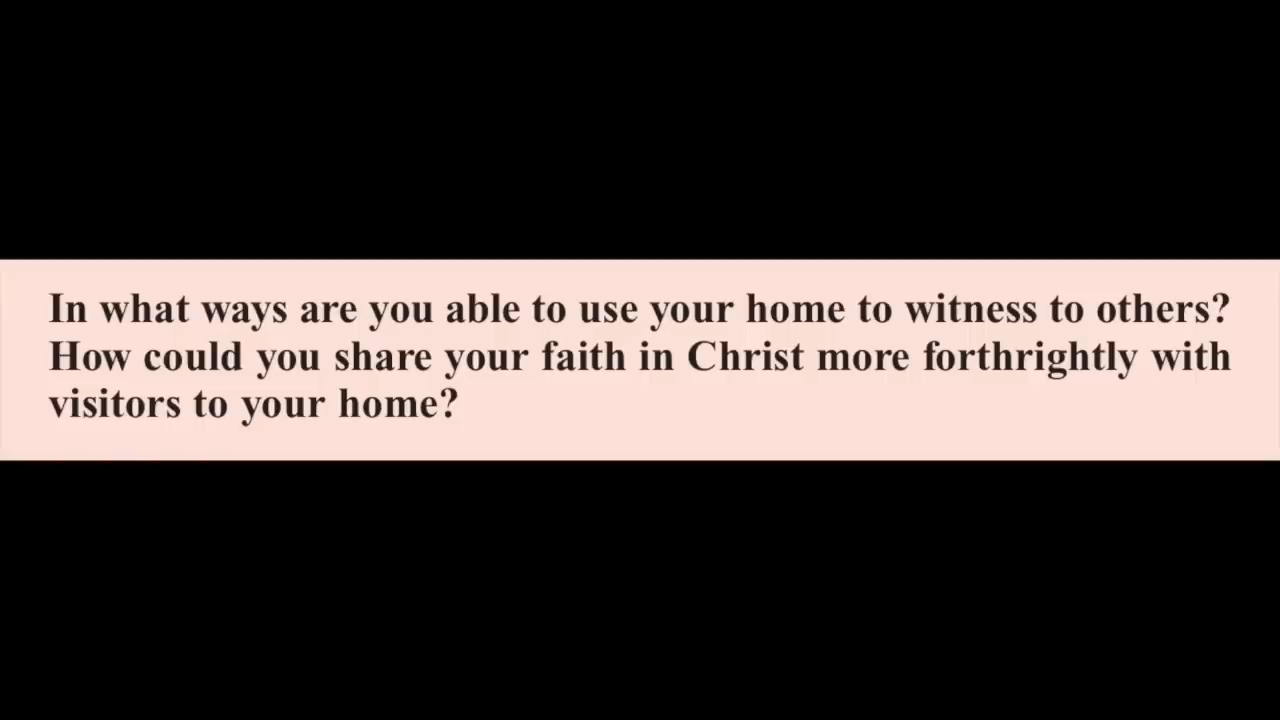 In what ways are you able to use your home to witness to others?
How could you share your faith in Christ more forthrightly with
visitors to your home?